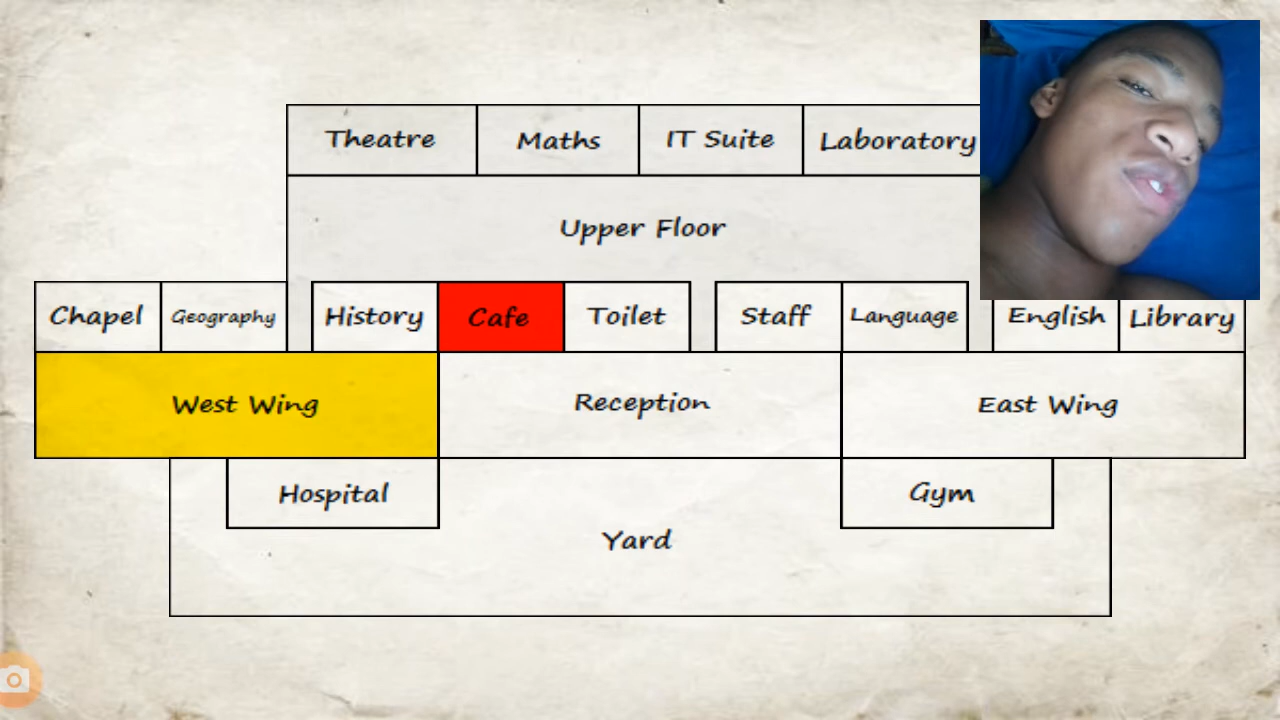 Theatre
Maths
IT Suite
Laboratory
Upper Floor
Chapel
Geography
History
Cafe
Toilet
Staff
Language
English
Library
West Wing
Reception
East Wing
Hospital
Gym
Yard